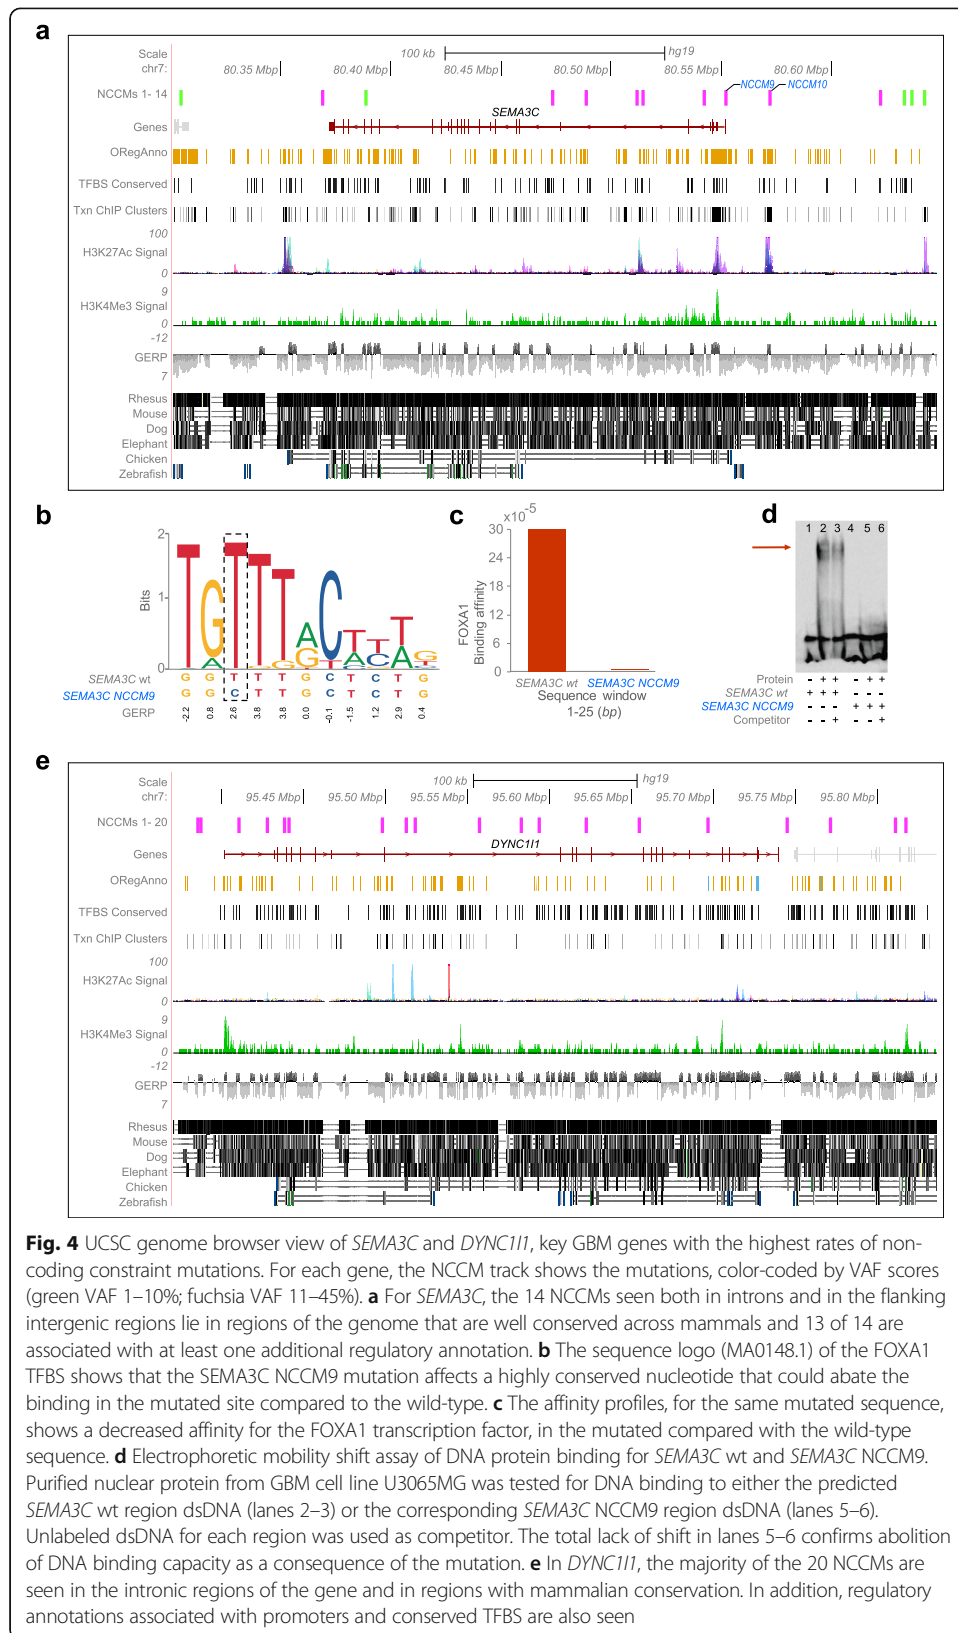 a
Scale 100 kb hg19
chr7: 80.35 Mbp 80.40 Mbp 80.45 Mbp 80.50 Mbp 80.55 Mbp 80.60 Mbp
NCCMs 1- 14 NCCM9 NCCM10
SEMA3C
Genes
ORegAnno
TFBS Conserved
Txn ChIP Clusters
100
H3K27Ac Signal
0
9
H3K4Me3 Signal
0
-12
GERP
7
Rhesus
Mouse
Dog
Elephant
Chicken
Zebrafish
b
2
Bits
1
0
SEMA3C wt G G T T T G C T C T G
SEMA3C NCCM9 G G C T T G C T C T G
GERP -2.2 0.8 2.6 3.8 3.8 0.0 -0.1 -1.5 1.2 2.9 0.4
c
x10-5
30
24
18
12
6
0
FOXA1
Binding affinity
SEMA3C wt SEMA3C NCCM9
Sequence window
1-25 (bp)
d
1 2 3 4 5 6
Protein - + + - + +
SEMA3C wt + + + - - -
SEMA3C NCCM9 - - - + + +
Competitor - - + - - +
e
Scale 100 kb hg19
chr7: 95.45 Mbp 95.50 Mbp 95.55 Mbp 95.60 Mbp 95.65 Mbp 95.70 Mbp 95.75 Mbp 95.80 Mbp
NCCMs 1- 20
DYNC1I1
Genes
ORegAnno
TFBS Conserved
Txn ChIP Clusters
100
H3K27Ac Signal
0
9
H3K4Me3 Signal
0
-12
GERP
7
Rhesus
Mouse
Dog
Elephant
Chicken
Zebrafish
Fig. 4 UCSC genome browser view of SEMA3C and DYNC1I1, key GBM genes with the highest rates of non-
coding constraint mutations. For each gene, the NCCM track shows the mutations, color-coded by VAF scores
(green VAF 1–10%; fuchsia VAF 11–45%). a For SEMA3C, the 14 NCCMs seen both in introns and in the flanking
intergenic regions lie in regions of the genome that are well conserved across mammals and 13 of 14 are
associated with at least one additional regulatory annotation. b The sequence logo (MA0148.1) of the FOXA1
TFBS shows that the SEMA3C NCCM9 mutation affects a highly conserved nucleotide that could abate the
binding in the mutated site compared to the wild-type. c The affinity profiles, for the same mutated sequence,
shows a decreased affinity for the FOXA1 transcription factor, in the mutated compared with the wild-type
sequence. d Electrophoretic mobility shift assay of DNA protein binding for SEMA3C wt and SEMA3C NCCM9.
Purified nuclear protein from GBM cell line U3065MG was tested for DNA binding to either the predicted
SEMA3C wt region dsDNA (lanes 2–3) or the corresponding SEMA3C NCCM9 region dsDNA (lanes 5–6).
Unlabeled dsDNA for each region was used as competitor. The total lack of shift in lanes 5–6 confirms abolition
of DNA binding capacity as a consequence of the mutation. e In DYNC1I1, the majority of the 20 NCCMs are
seen in the intronic regions of the gene and in regions with mammalian conservation. In addition, regulatory
annotations associated with promoters and conserved TFBS are also seen